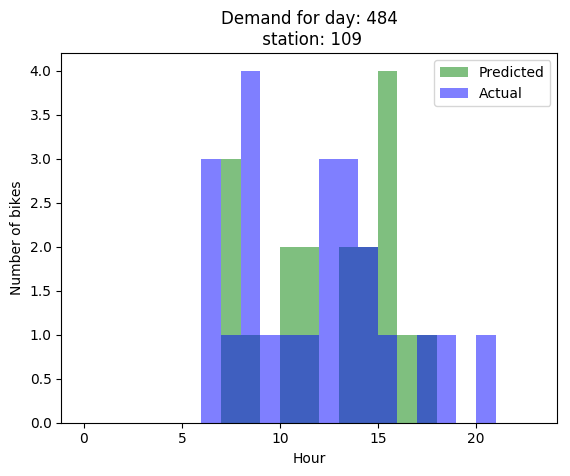 Demand for day: 484
station: 109
Predicted
Actual
Number of bikes
4.0
3.5
3.0
2.5
2.0
1.5
1.0
0.5
0.0
0 5 10 15 20
Hour